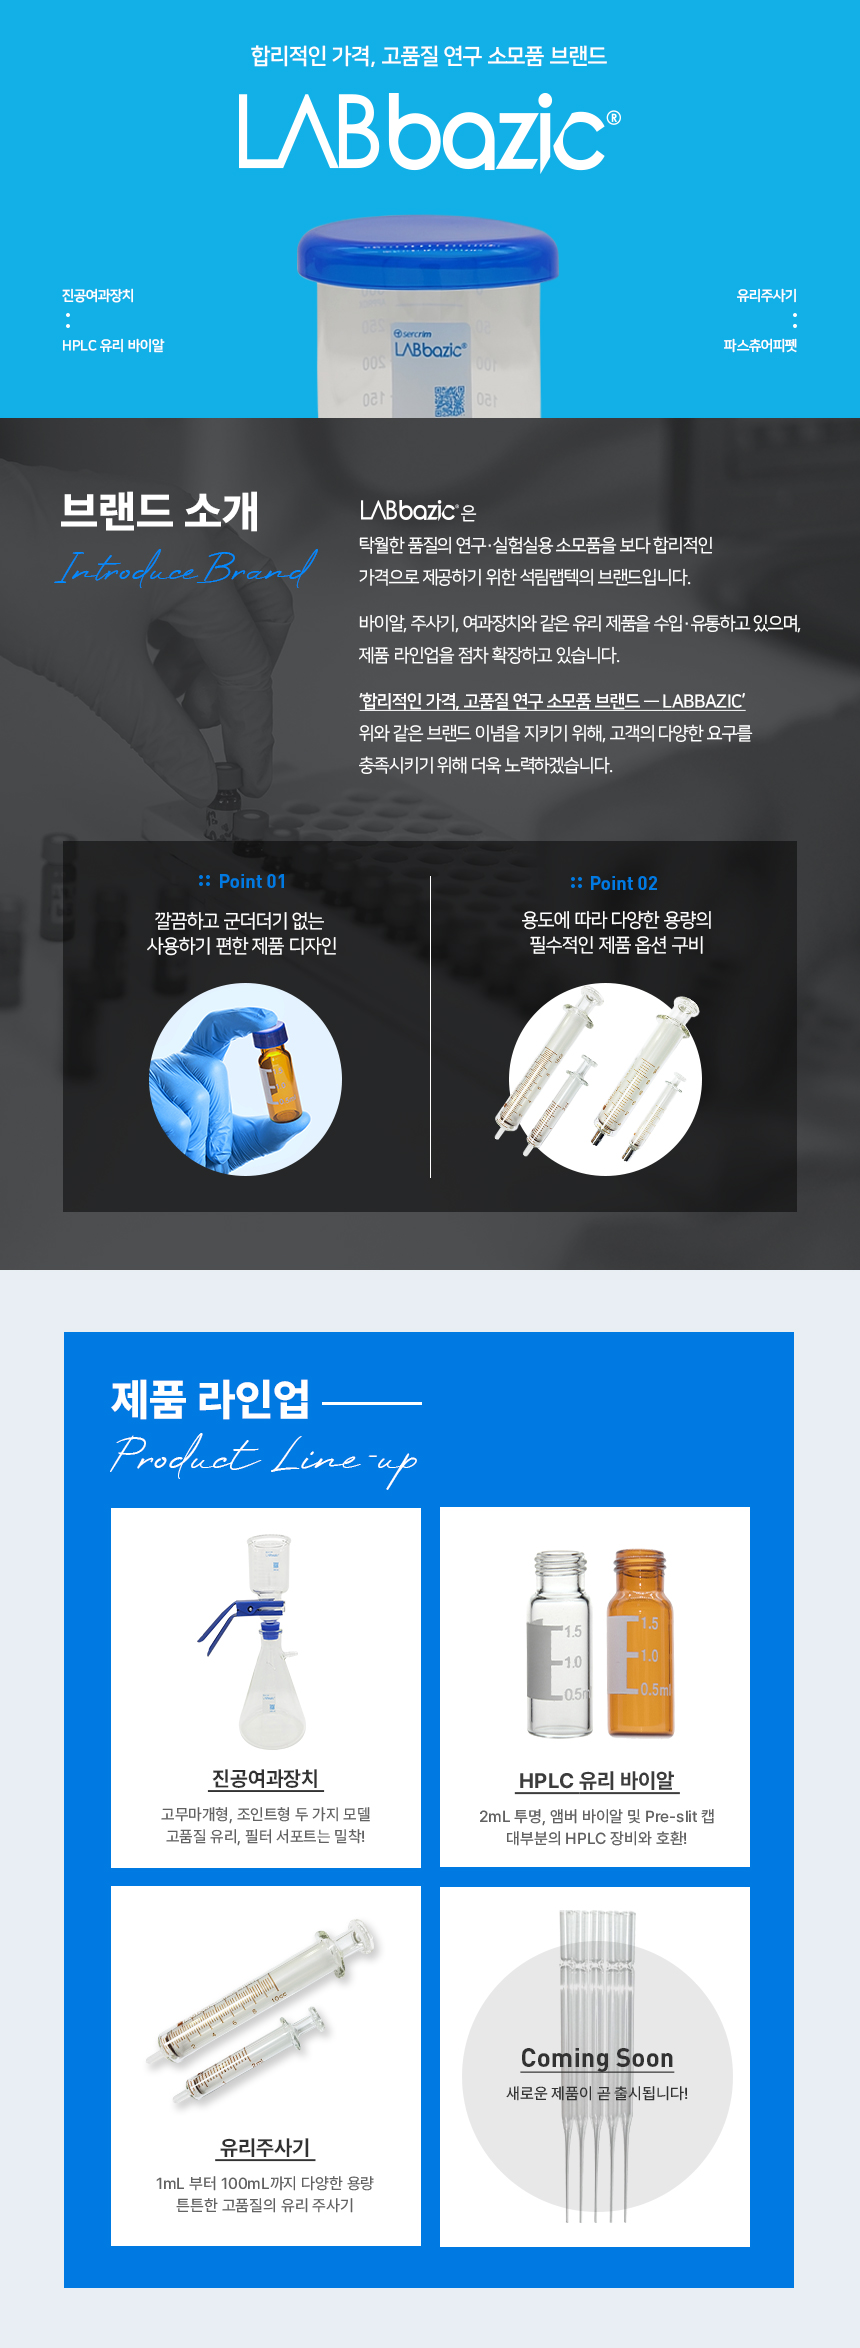 합리적인 가격, 고품질 연구 소모품 브랜드
LABbazic®
진공여과장치
HPLC 유리 바이알
유리주사기
파스츄어피펫
sercrim
LABbazic®
브랜드 소개
Introduce Brand
LABbazic®은
탁월한 품질의 연구·실험실용 소모품을 보다 합리적인
가격으로 제공하기 위한 석림랩텍의 브랜드입니다.
바이알, 주사기, 여과장치와 같은 유리 제품을 수입·유통하고 있으며,
제품 라인업을 점차 확장하고 있습니다.
'합리적인 가격, 고품질 연구 소모품 브랜드 — LABBAZIC'
위와 같은 브랜드 이념을 지키기 위해, 고객의 다양한 요구를
충족시키기 위해 더욱 노력하겠습니다.
Point 01
깔끔하고 군더더기 없는
사용하기 편한 제품 디자인
Point 02
용도에 따라 다양한 용량의
필수적인 제품 옵션 구비
제품 라인업
Product Line-up
진공여과장치
고무마개형, 조인트형 두 가지 모델
고품질 유리, 필터 서포트는 밀착!
1.5
1.0
0.5m
1.5
1.0
0.5ml
HPLC 유리 바이알
2mL 투명, 앰버 바이알 및 Pre-slit 캡
대부분의 HPLC 장비와 호환!
10cc
유리주사기
1mL 부터 100mL까지 다양한 용량
튼튼한 고품질의 유리 주사기
Coming Soon
새로운 제품이 곧 출시됩니다!